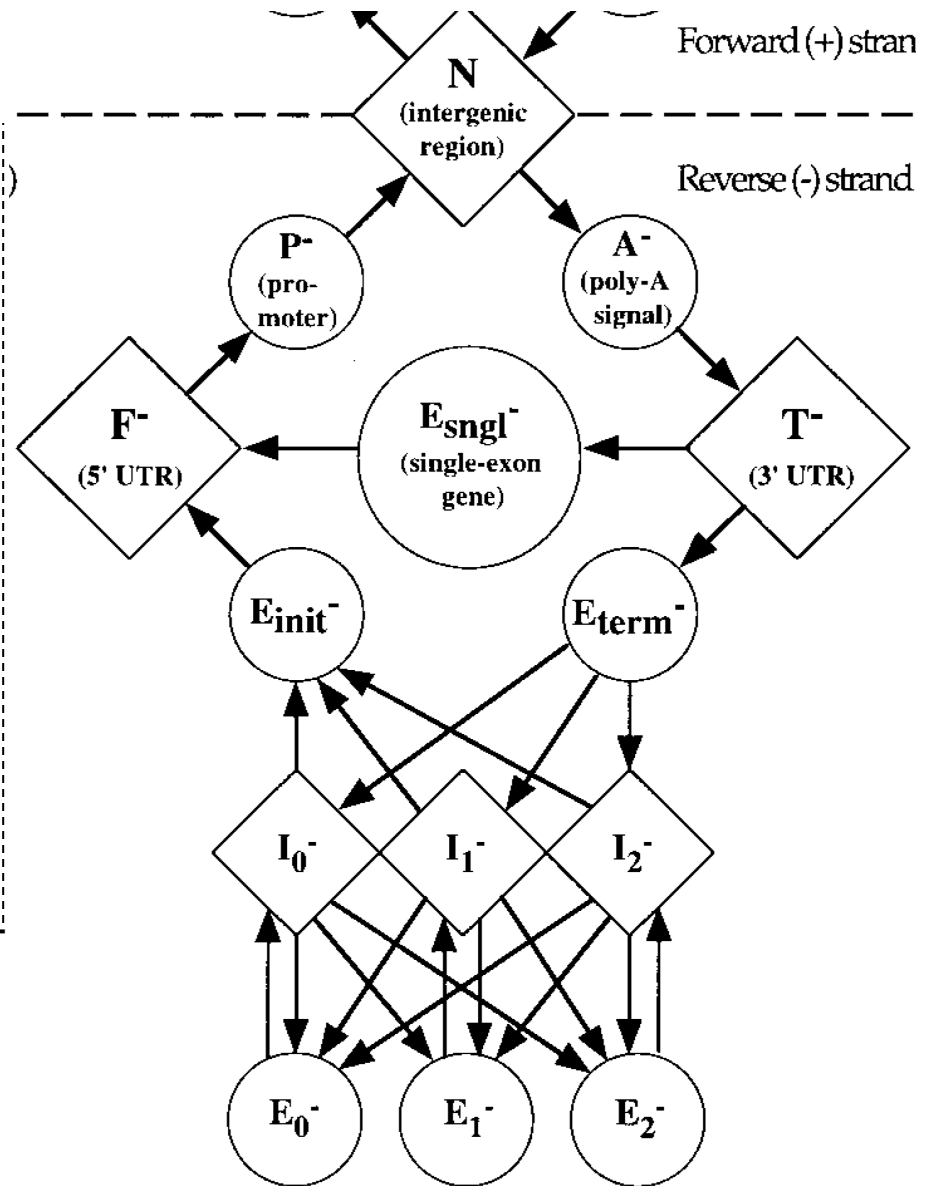 Forward (+) stran
N
(intergenic
region)
)
Reverse (-) strand
P-
(pro-
moter)
A-
(poly-A
signal)
F-
(5' UTR)
Esngl-
(single-exon
gene)
T-
(3' UTR)
Einit-
Eterm-
I0-
I1-
I2-
E0-
E1-
E2-